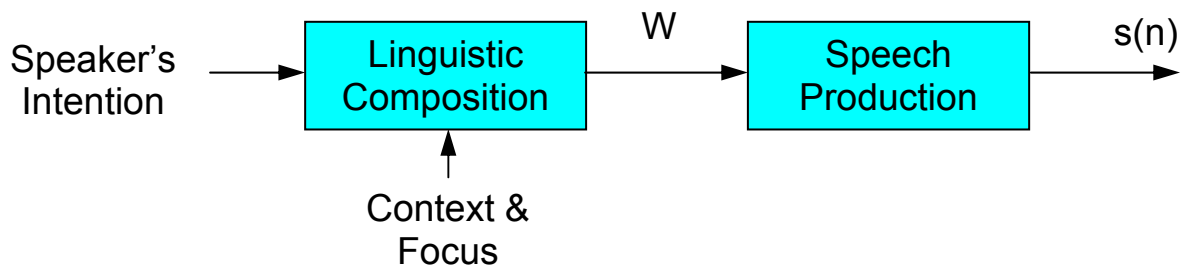 Speaker's
Intention
Linguistic
Composition
W
Speech
Production
s(n)
Context &
Focus